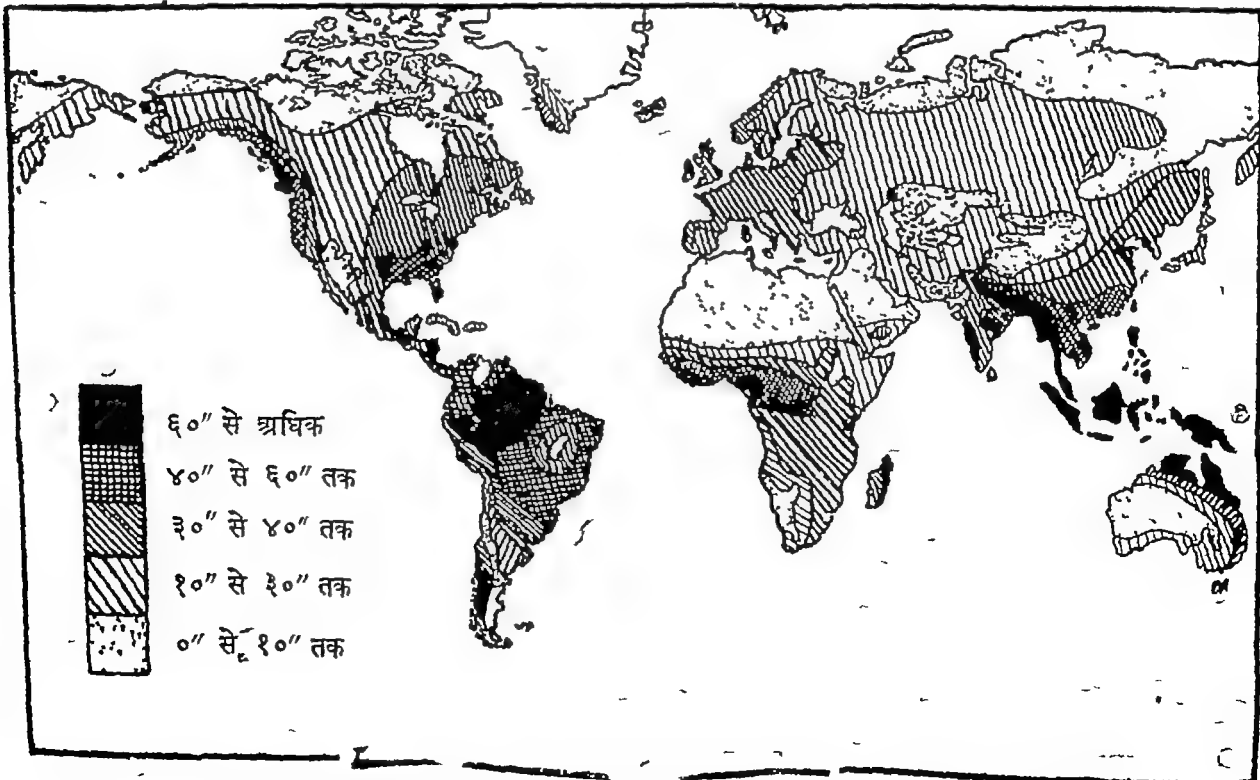 ६०″ से अधिक
४०″ से ६०″ तक
३०″ से ४०″ तक
१०″ से ३०″ तक
०″ से १०″ तक